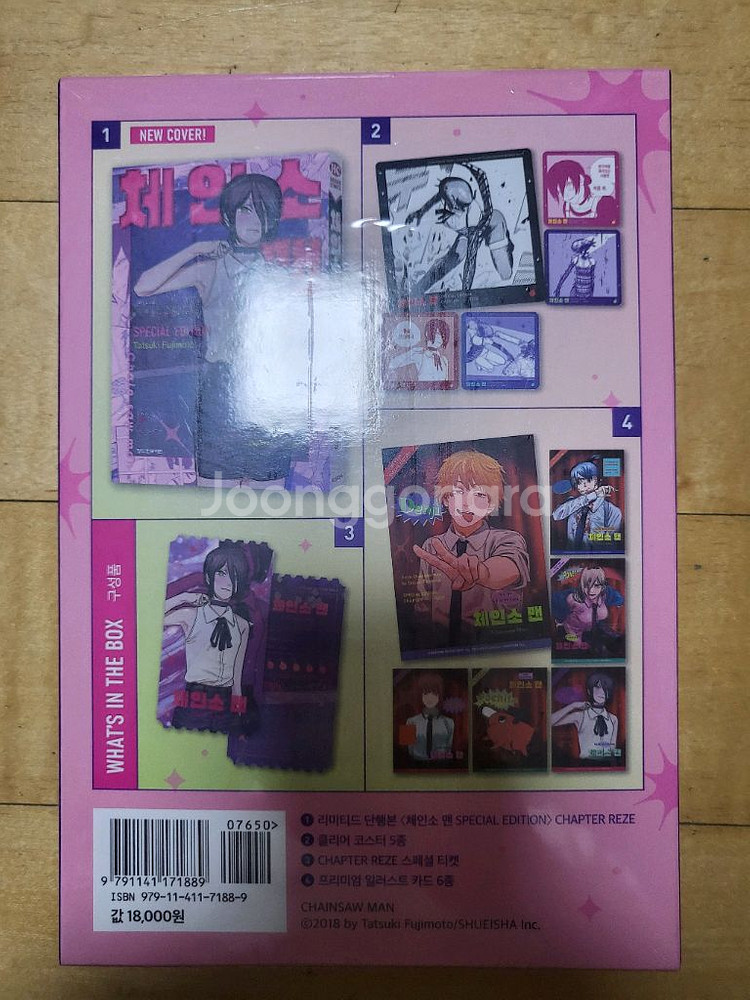 1
NEW COVER!
2
체인소
맨
SPECIAL EDITION
Tatsuki Fujimoto
체인소 맨
4
Joonggonara
Denji
체인소 맨
체인소 맨
3
체인소 맨
체인소 맨
체인소 맨
체인소 맨
WHAT'S IN THE BOX 구성품
07650>
9 791141 171889
ISBN 979-11-411-7188-9
값 18,000원
1 리미티드 단행본 〈체인소 맨 SPECIAL EDITION〉 CHAPTER REZE
2 클리어 코스터 5종
3 CHAPTER REZE 스페셜 티켓
4 프리미엄 일러스트 카드 6종
CHAINSAW MAN
ⓒ2018 by Tatsuki Fujimoto/SHUEISHA Inc.